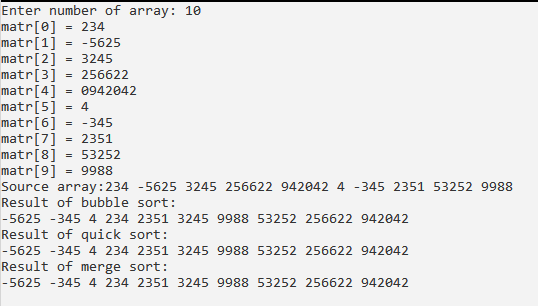 Enter number of array: 10
matr[0] = 234
matr[1] = -5625
matr[2] = 3245
matr[3] = 256622
matr[4] = 0942042
matr[5] = 4
matr[6] = -345
matr[7] = 2351
matr[8] = 53252
matr[9] = 9988
Source array:234 -5625 3245 256622 942042 4 -345 2351 53252 9988
Result of bubble sort:
-5625 -345 4 234 2351 3245 9988 53252 256622 942042
Result of quick sort:
-5625 -345 4 234 2351 3245 9988 53252 256622 942042
Result of merge sort:
-5625 -345 4 234 2351 3245 9988 53252 256622 942042